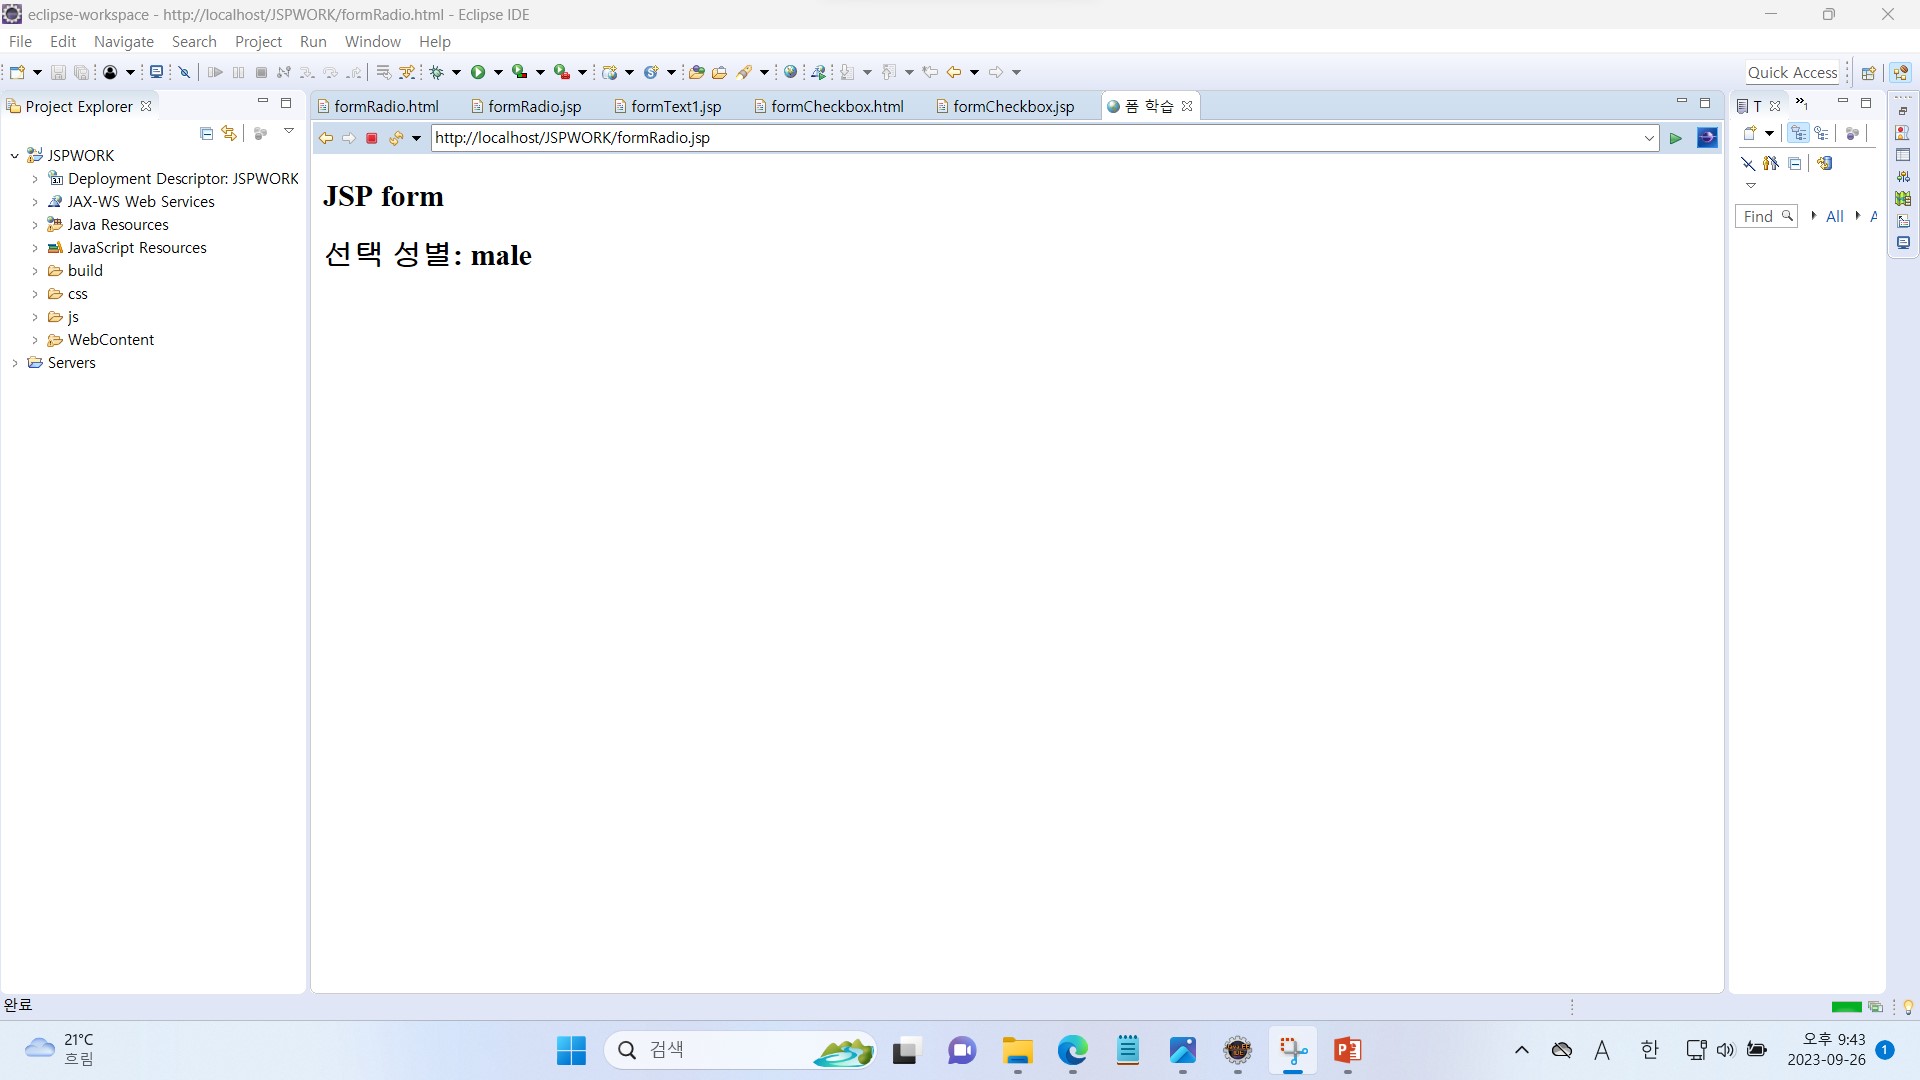 eclipse-workspace - http://localhost/JSPWORK/formRadio.html - Eclipse IDE
File Edit Navigate Search Project Run Window Help
Quick Access
Project Explorer
formRadio.html formRadio.jsp formText1.jsp formCheckbox.html formCheckbox.jsp 폼 학습
T
»1
http://localhost/JSPWORK/formRadio.jsp
JSPWORK
Deployment Descriptor: JSPWORK
JAX-WS Web Services
Java Resources
JavaScript Resources
build
css
js
WebContent
Servers
JSP form
선택 성별: male
Find All
완료
21°C
흐림
검색
A 한
오후 9:43
2023-09-26
1